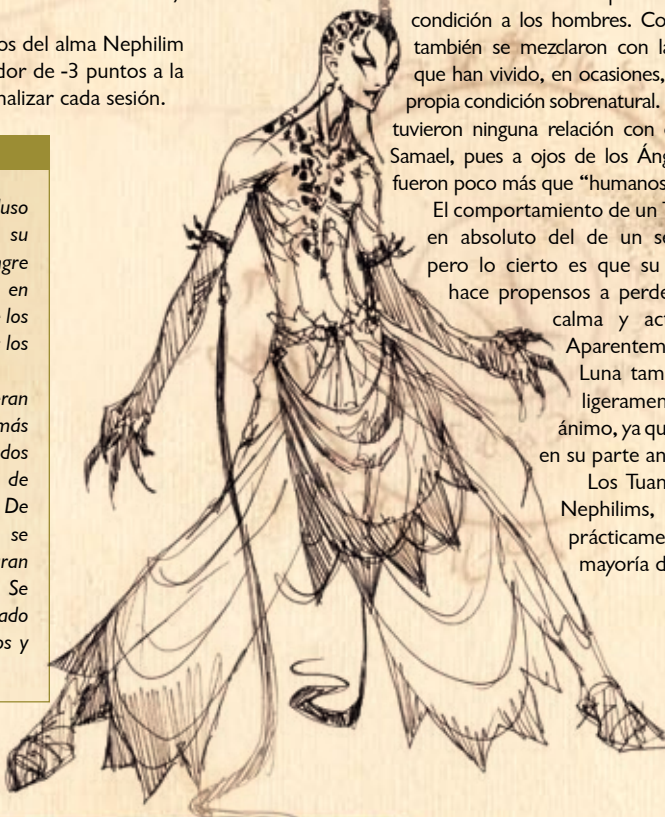 os del alma Nephilim
dor de -3 puntos a la
nalizar cada sesión.
uso
su
gre
en
los
los
ran
más
dos
de
De
se
ran
Se
ado
os y
condición a los hombres. Co
también se mezclaron con la
que han vivido, en ocasiones,
propia condición sobrenatural.
tuvieron ninguna relación con
Samael, pues a ojos de los Áng
fueron poco más que “humanos
El comportamiento de un
en absoluto del de un se
pero lo cierto es que su
hace propensos a perde
calma y act
Aparentem
Luna tam
ligeramen
ánimo, ya qu
en su parte an
Los Tuan
Nephilims,
prácticame
mayoría d